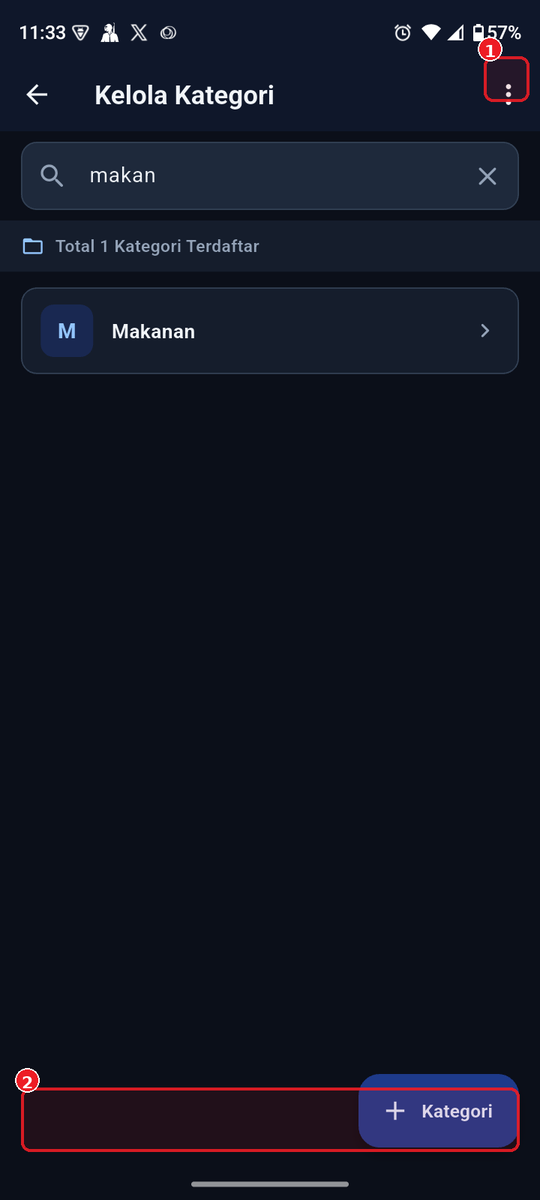 11:33
57%
1
Kelola Kategori
makan
Total 1 Kategori Terdaftar
M
Makanan
2
Kategori